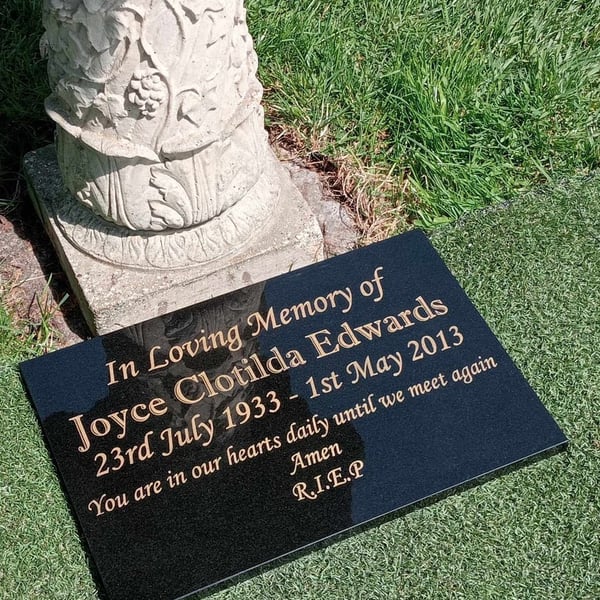 In Loving Memory of
Joyce Clotilda Edwards
23rd July 1933 - 1st May 2013
You are in our hearts daily until we meet again
Amen
R.I.E.P